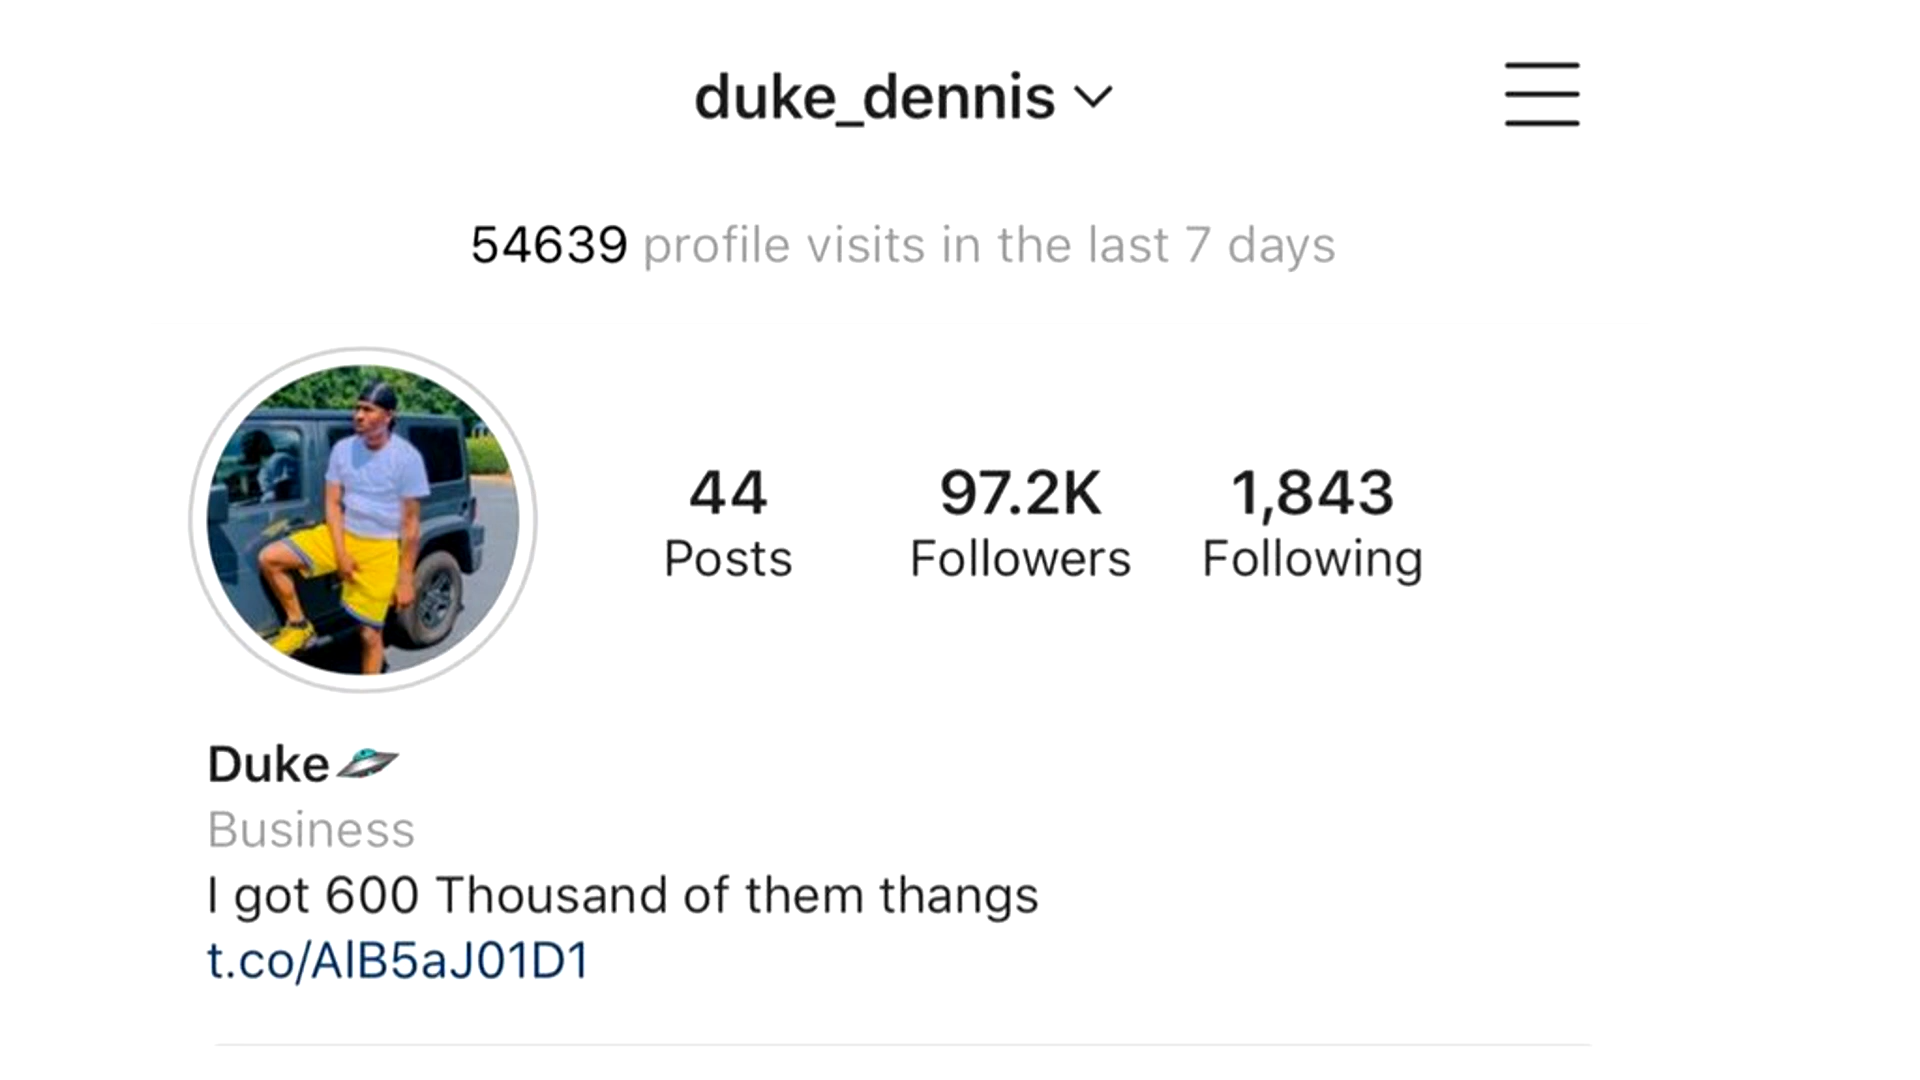 duke_dennis
54639 profile visits in the last 7 days
44 97.2K 1,843
Posts Followers Following
Duke🛸
Business
I got 600 Thousand of them thangs
t.co/AlB5aJ01D1